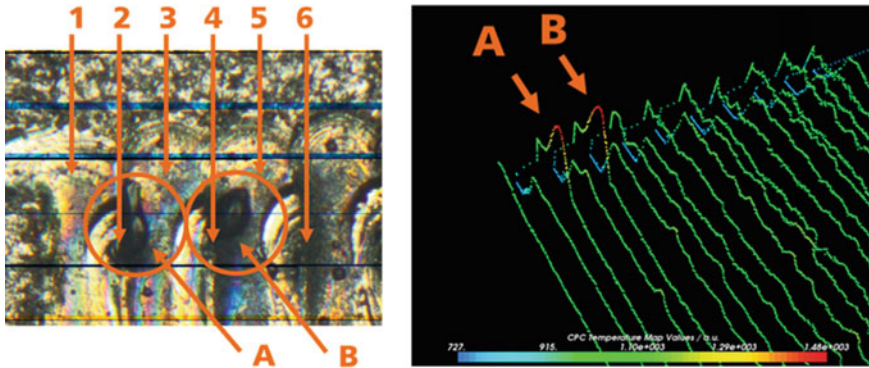 1 2 3 4 5 6
A B
A B
CPC Temperature Map Values / a.u.
727. 915. 1.10e+003 1.29e+003 1.48e+003